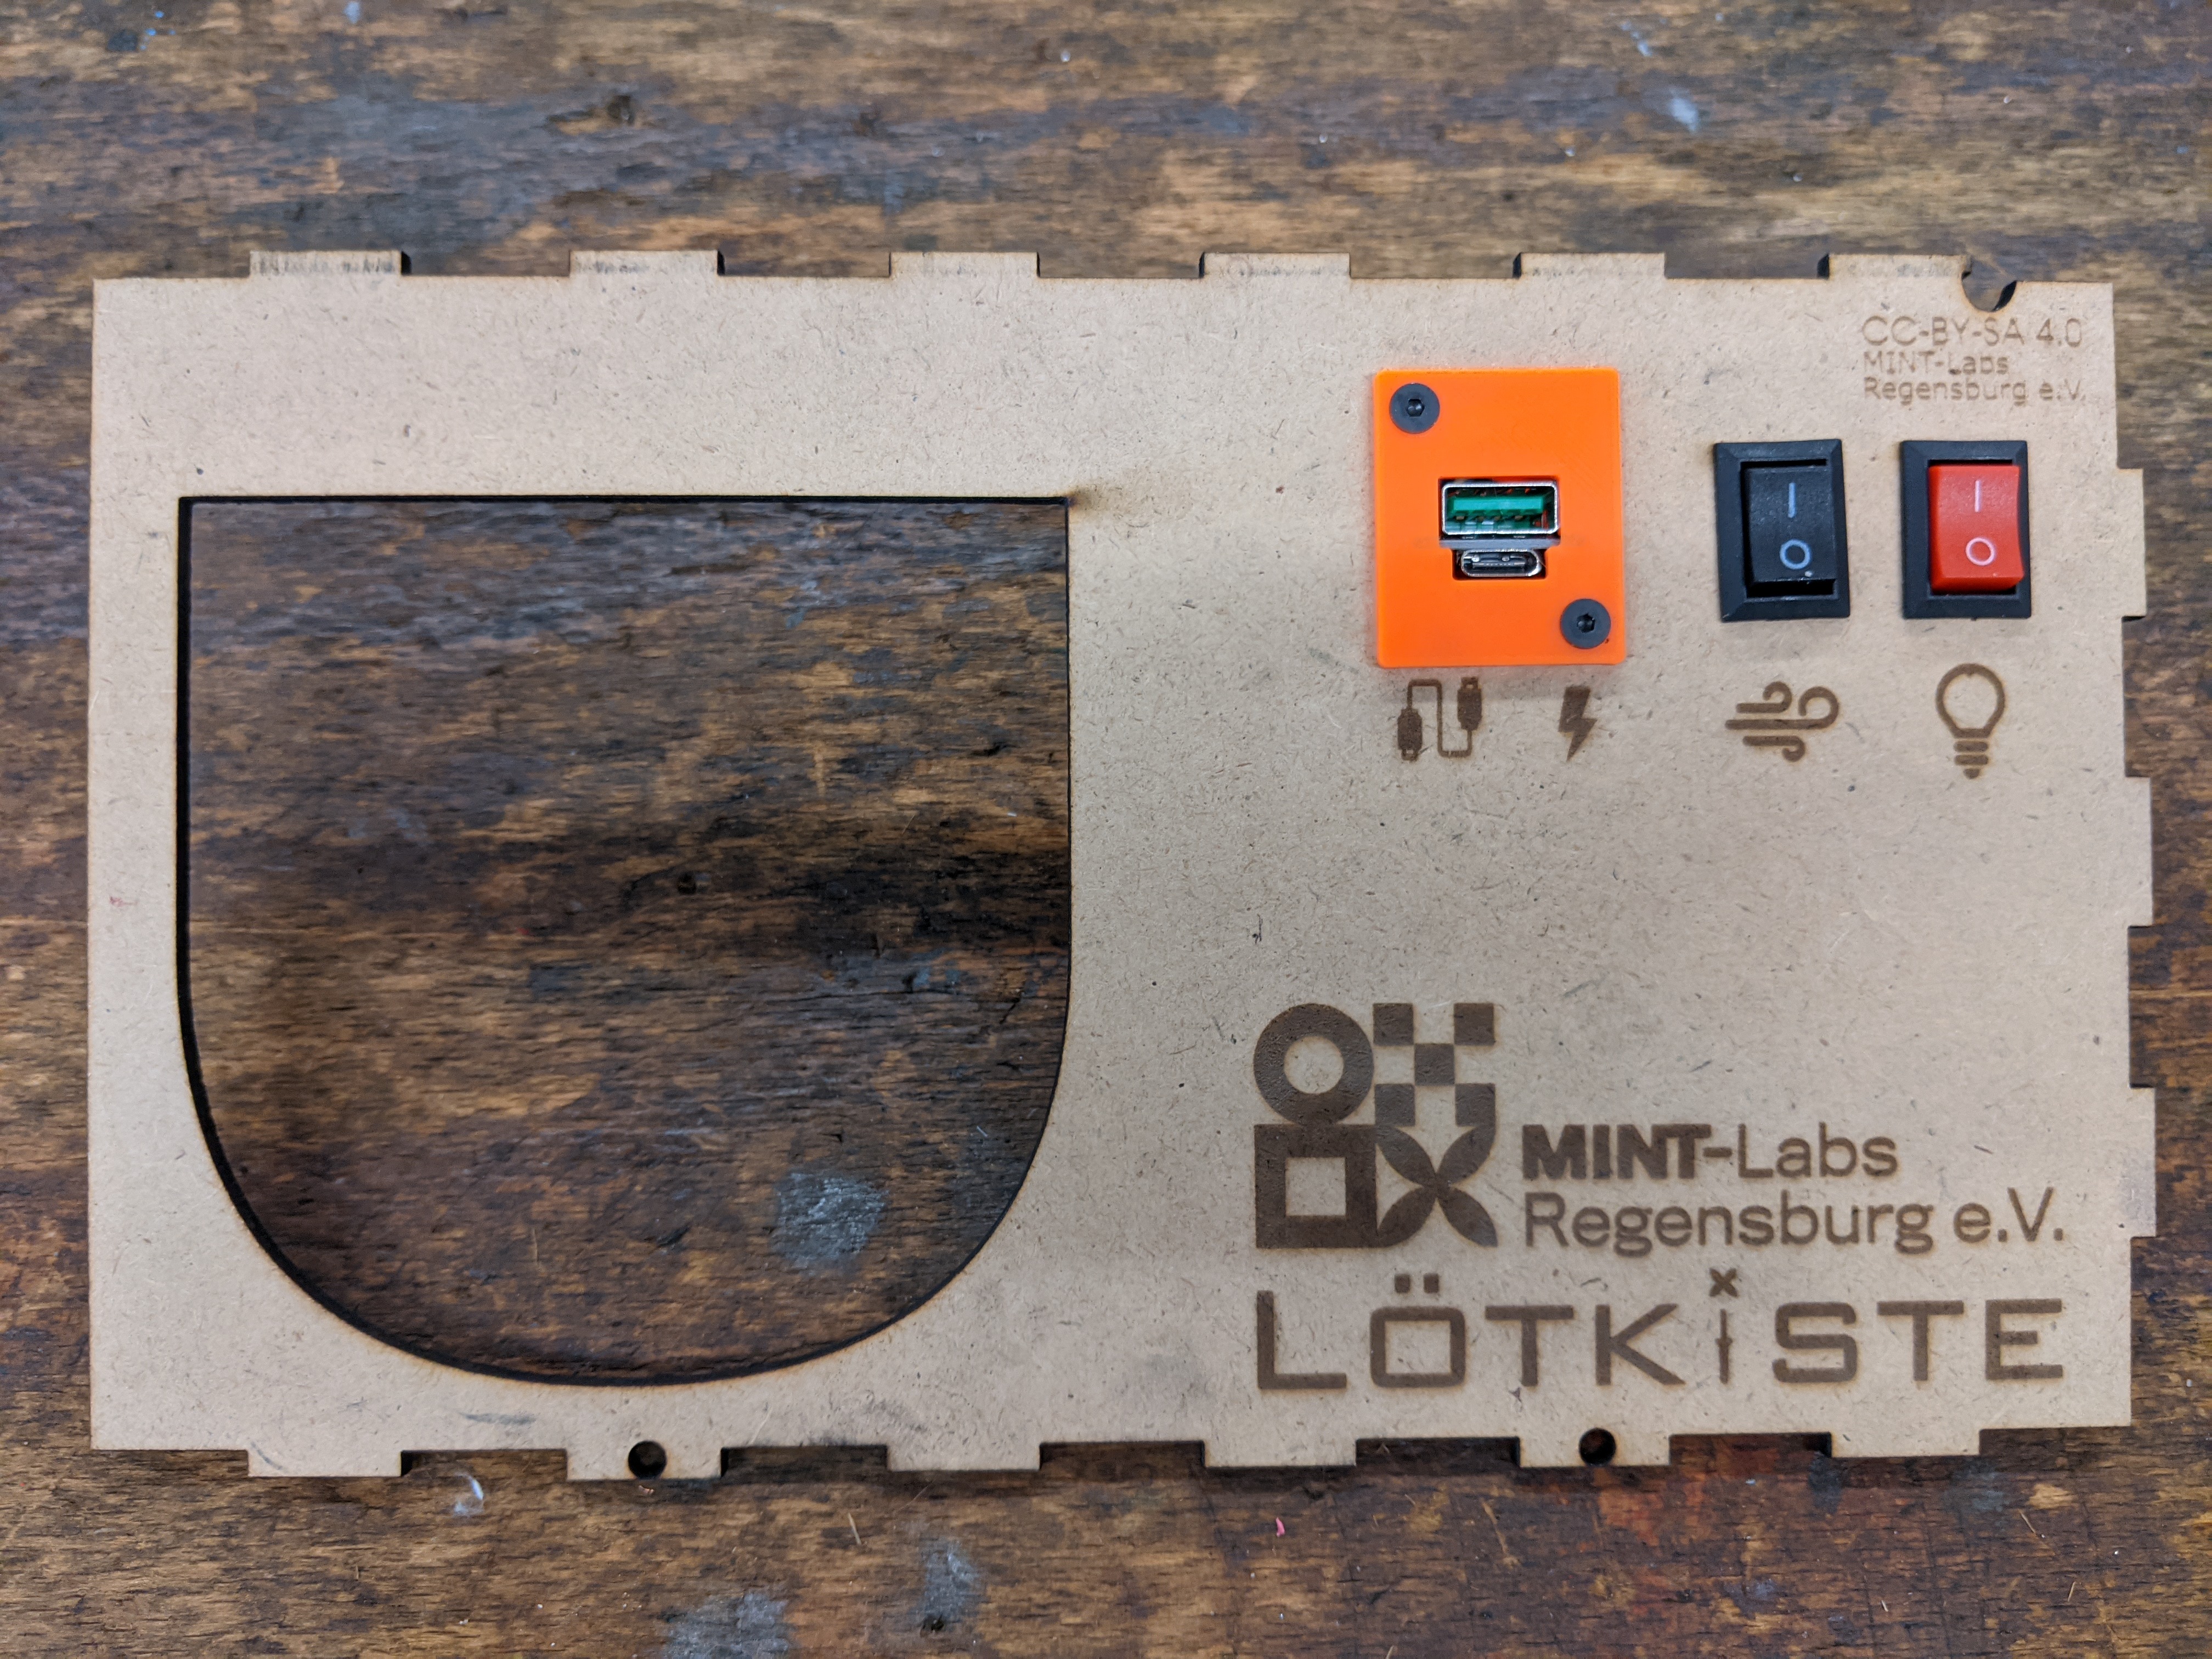 CC-BY-SA 4.0
MINT-Labs
Regensburg e.V.
MINT-Labs
Regensburg e.V.
LÖTKiSTE